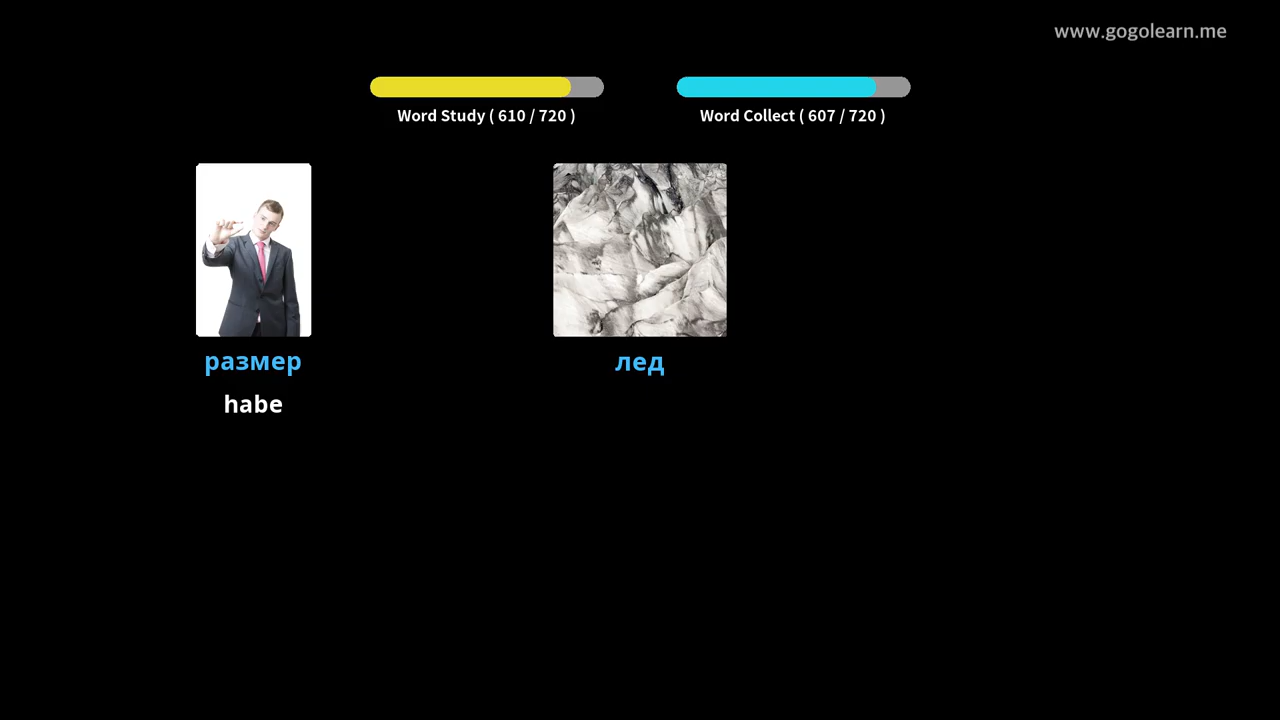 www.gogolearn.me
Word Study ( 610 / 720 )
Word Collect ( 607 / 720 )
размер
habe
лед